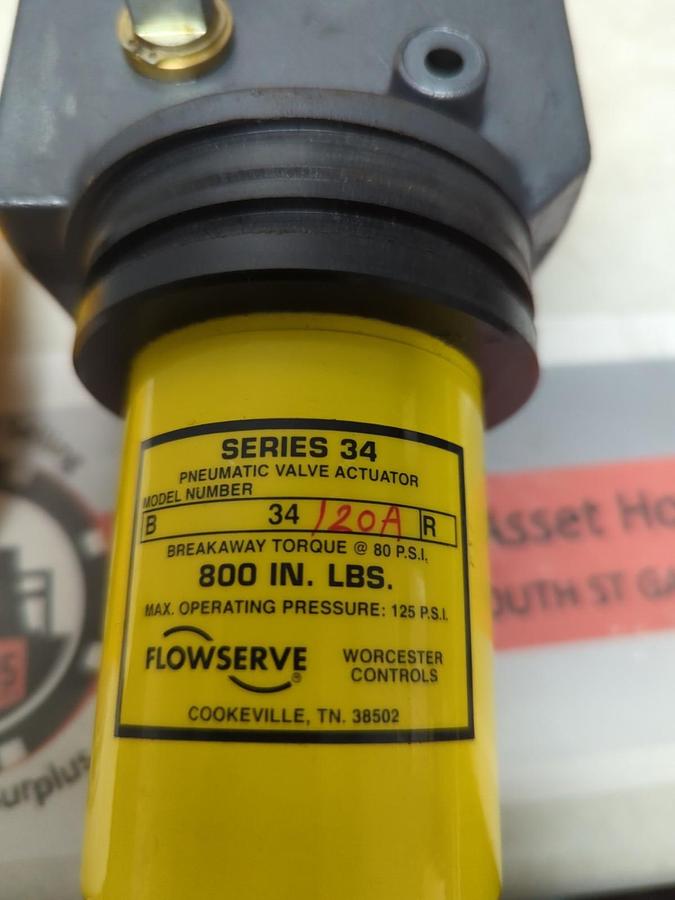 SERIES 34
PNEUMATIC VALVE ACTUATOR
MODEL NUMBER
B 34 120A R
BREAKAWAY TORQUE @ 80 P.S.I.
800 IN. LBS.
MAX. OPERATING PRESSURE: 125 P.S.I.
FLOWSERVE®
WORCESTER
CONTROLS
COOKEVILLE, TN. 38502
Asset Ho
OUTH ST GA
urplus